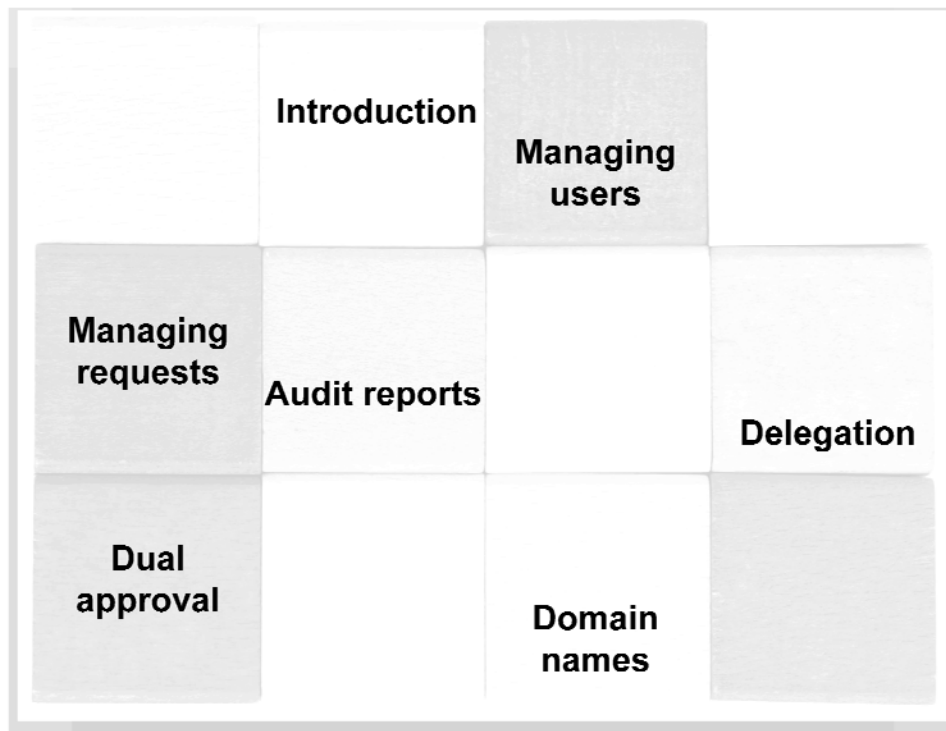 Introduction
Managing
users
Managing
requests
Audit reports
Delegation
Dual
approval
Domain
names